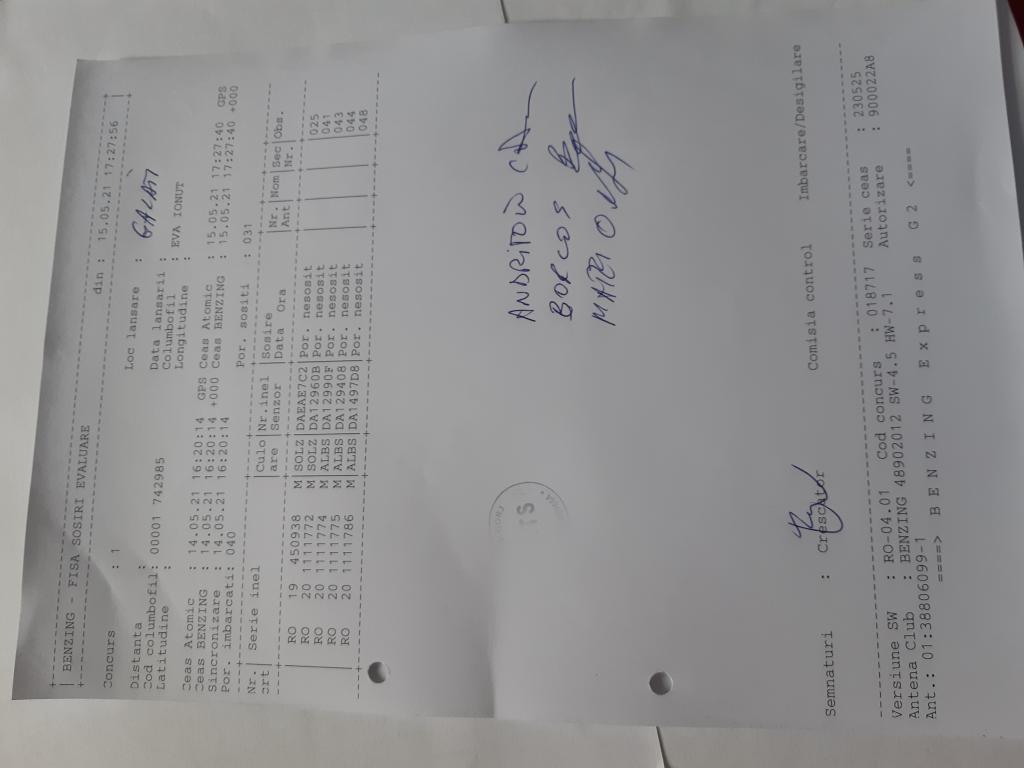 BENZING - FISA SOSIRI EVALUARE din : 15.05.21 17:27:56
Concurs : 1
Distanta : Loc lansare : GALATI
Cod columbofil: 00001 742985 Data lansarii :
Latitudine : Columbofil : EVA IONUT
Longitudine :
Ceas Atomic : 14.05.21 16:20:14 GPS Ceas Atomic : 15.05.21 17:27:40 GPS
Ceas BENZING : 14.05.21 16:20:14 +000 Ceas BENZING : 15.05.21 17:27:40 +000
Sincronizare : 14.05.21 16:20:14
Por. imbarcati: 040 Por. sositi : 031
Nr. | Serie inel |Culo|Nr.inel |Sosire |Nr. |Nom|Sec|Obs.
crt| |are |Senzor |Data Ora |Ant | |Nr.|
RO 19 450938 M SOLZ|DAEAE7C2|Por. nesosit | | | |025
RO 20 1111772 M SOLZ|DA12960B|Por. nesosit | | | |041
RO 20 1111774 M ALBS|DA12990F|Por. nesosit | | | |043
RO 20 1111775 M ALBS|DA129408|Por. nesosit | | | |044
RO 20 1111786 M ALBS|DA1497D8|Por. nesosit | | | |048
BORCOS
MATEI
Semnaturi : Crescator Comisia control Imbarcare/Desigilare
Versiune SW : RO-04.01 Cod concurs : 018717 Serie ceas : 230525
Antena Club : BENZING 48902012 SW-4.5 HW-7.1 Autorizare : 900022A8
Ant.: 01:38806099-1
====> B E N Z I N G E x p r e s s G 2 <====